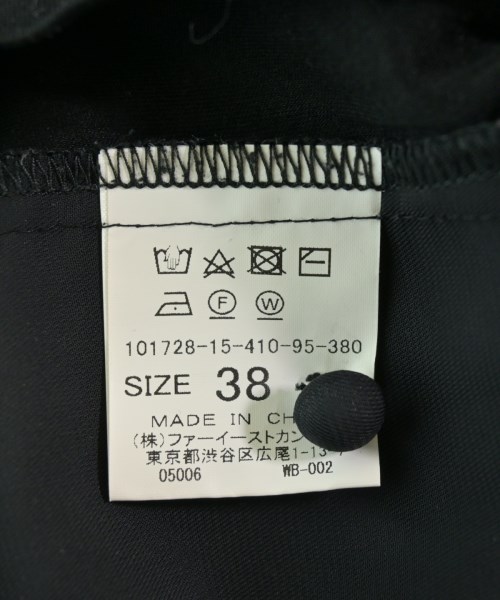 F W
101728-15-410-95-380
SIZE 38
MADE IN
(株)ファーイーストカン
東京都渋谷区広尾1-13-
05006 WB-002